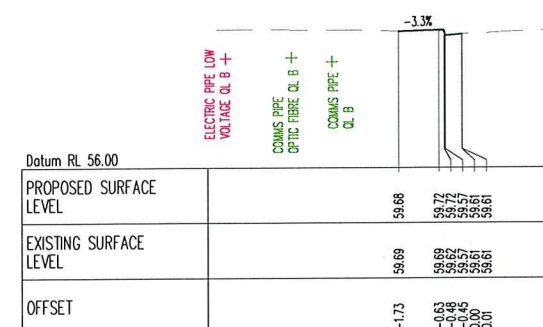 -3.3%
ELECTRIC PIPE LOW
VOLTAGE QL B +
COMMS PIPE
OPTIC FIBRE QL B +
COMMS PIPE +
QL B
Datum RL 56.00
PROPOSED SURFACE
LEVEL
59.68
59.72
59.72
59.57
59.61
59.61
EXISTING SURFACE
LEVEL
59.69
59.69
59.62
59.57
59.61
59.61
OFFSET
-1.73
-0.63
-0.48
-0.45
0.00
0.01